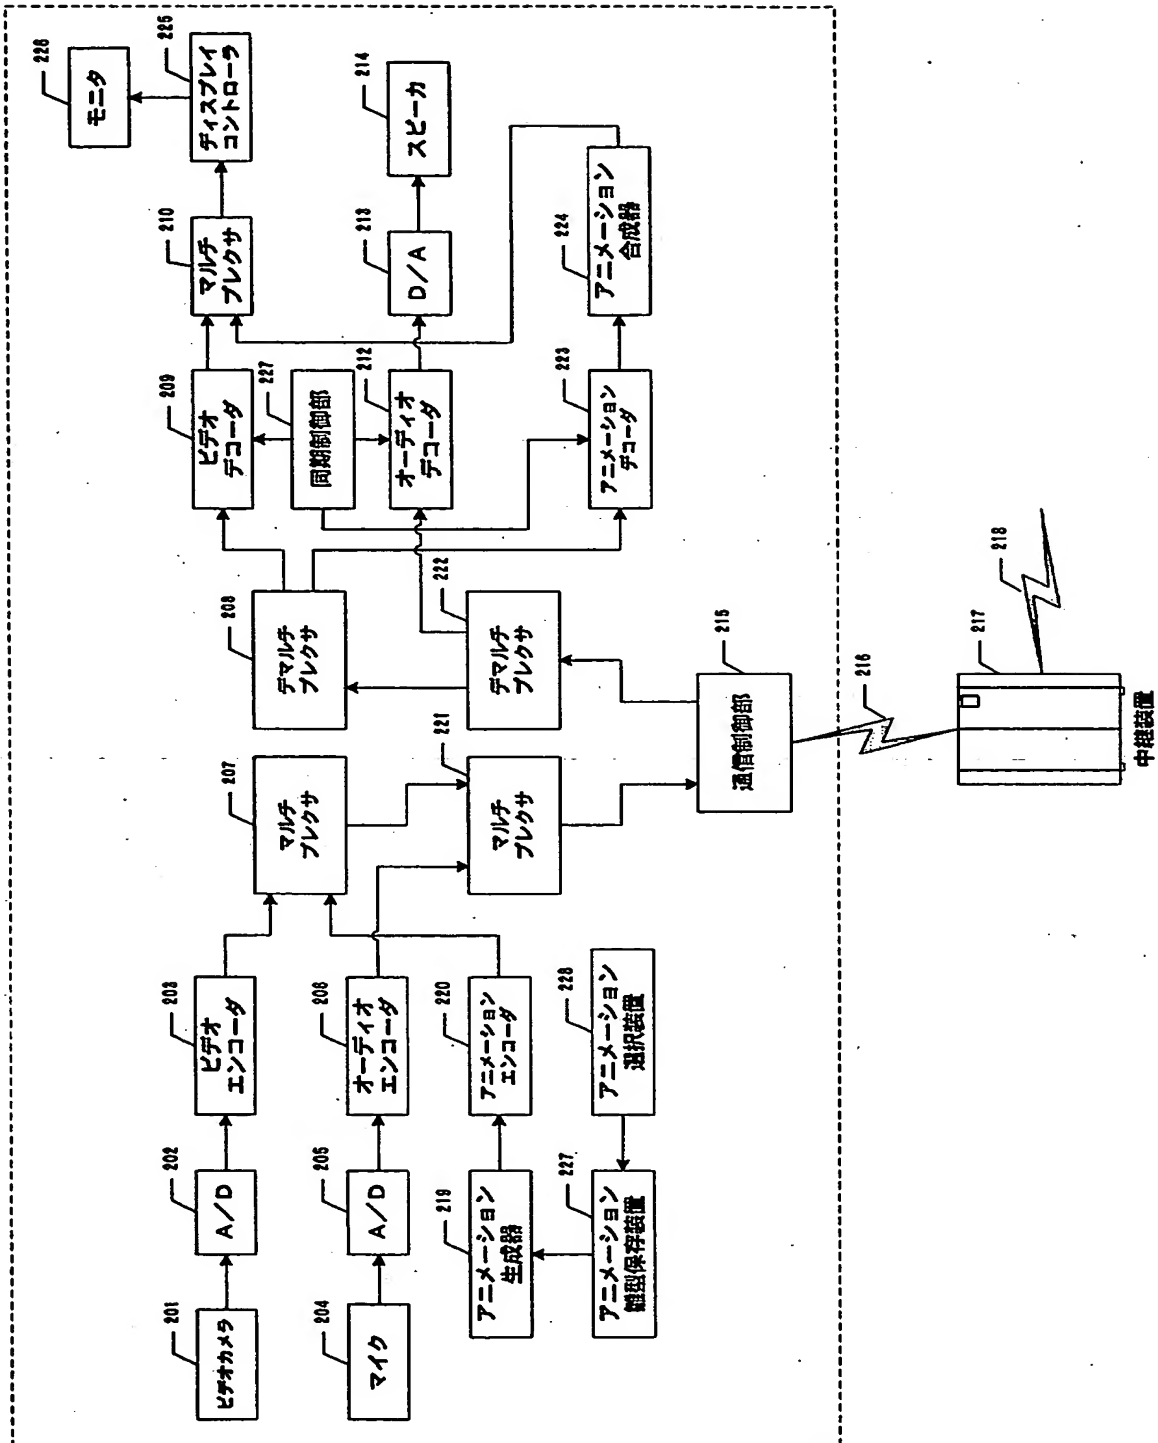 201
ビデオカメラ
202
A/D
203
ビデオ
エンコーダ
207
マルチ
プレクサ
208
デマルチ
プレクサ
209
ビデオ
デコーダ
210
マルチ
プレクサ
225
ディスプレイ
コントローラ
226
モニタ
204
マイク
205
A/D
206
オーディオ
エンコーダ
227
同期制御部
212
オーディオ
デコーダ
213
D/A
214
スピーカ
219
アニメーション
生成器
220
アニメーション
エンコーダ
221
マルチ
プレクサ
222
デマルチ
プレクサ
223
アニメーション
デコーダ
224
アニメーション
合成器
227
アニメーション
雛型保存装置
228
アニメーション
選択装置
215
通信制御部
216
217
218
中継装置